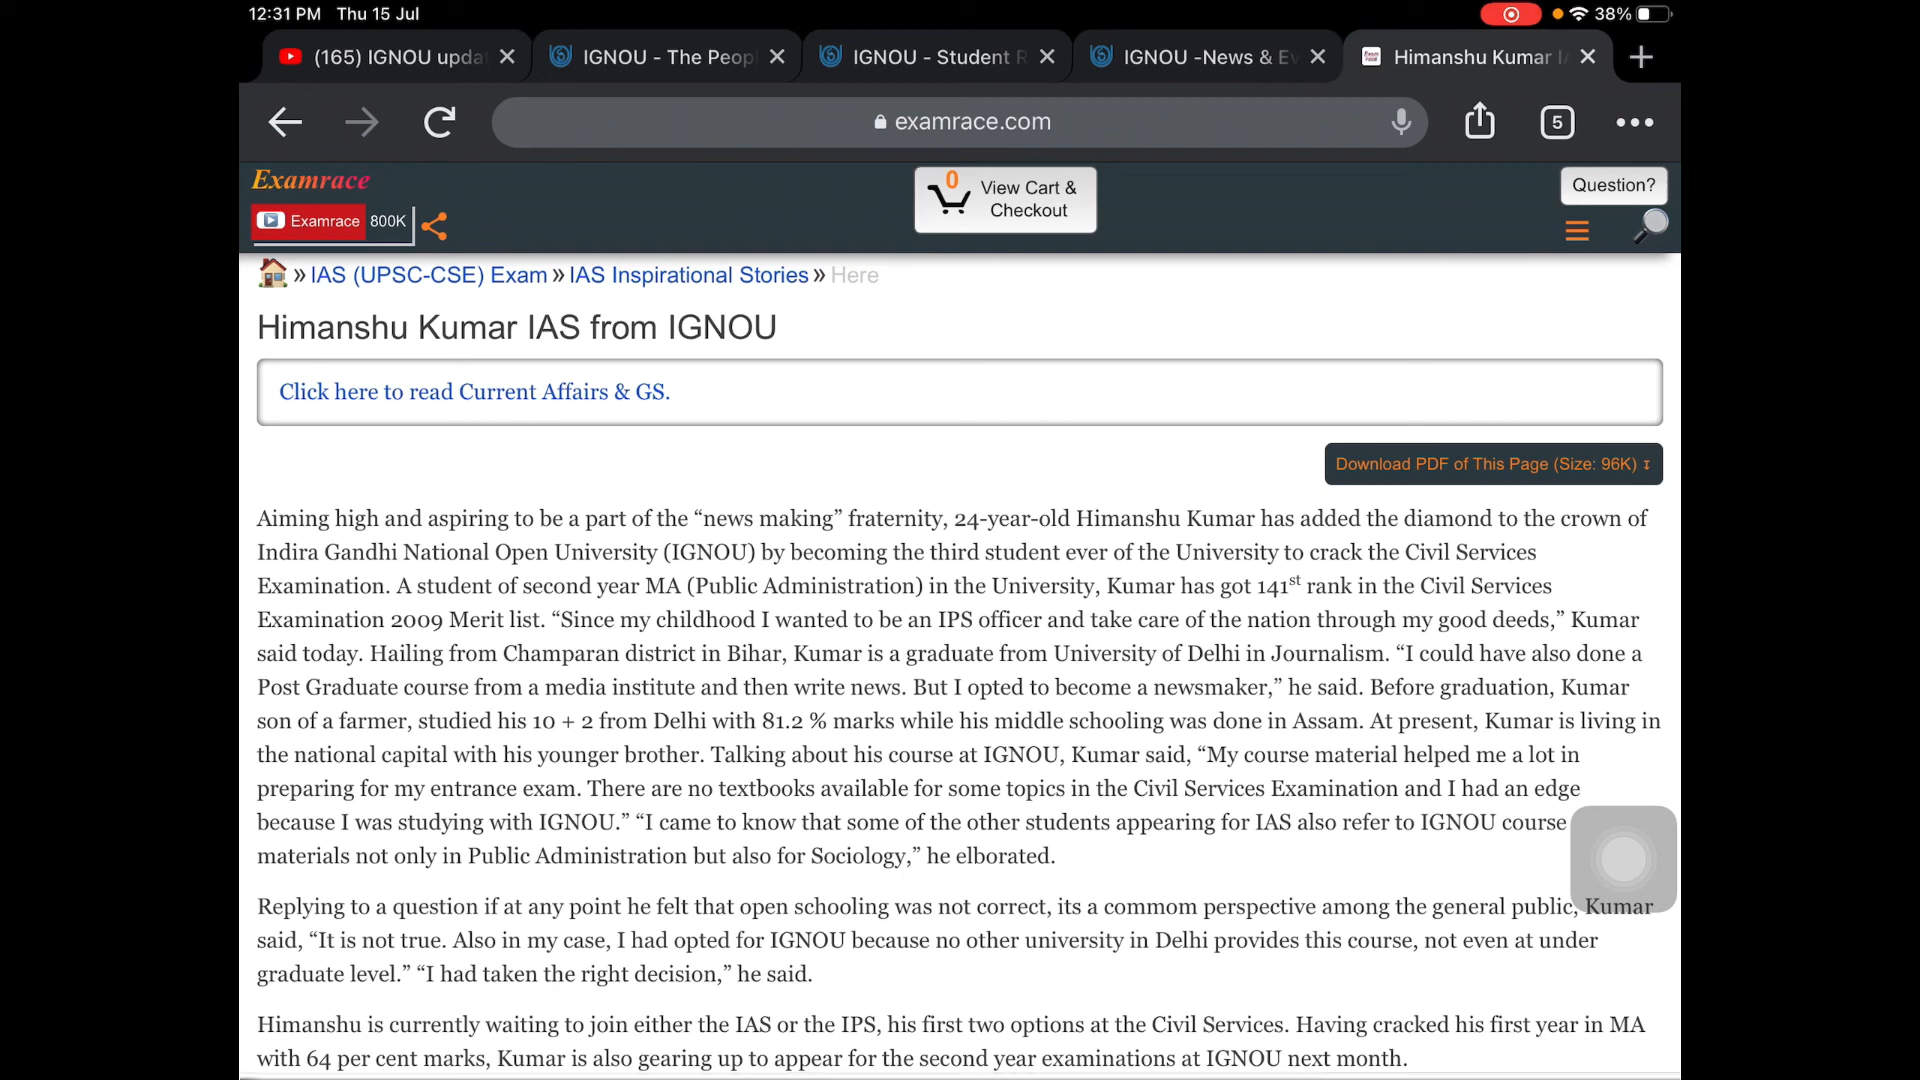 12:31 PM Thu 15 Jul
38%
(165) IGNOU upda
IGNOU - The Peop
IGNOU - Student R
IGNOU -News & Ev
Himanshu Kumar IA
examrace.com
5
Examrace
Examrace 800K
0
View Cart &
Checkout
Question?
» IAS (UPSC-CSE) Exam » IAS Inspirational Stories » Here
Himanshu Kumar IAS from IGNOU
Click here to read Current Affairs & GS.
Download PDF of This Page (Size: 96K) ↧
Aiming high and aspiring to be a part of the “news making” fraternity, 24-year-old Himanshu Kumar has added the diamond to the crown of
Indira Gandhi National Open University (IGNOU) by becoming the third student ever of the University to crack the Civil Services
Examination. A student of second year MA (Public Administration) in the University, Kumar has got 141st rank in the Civil Services
Examination 2009 Merit list. “Since my childhood I wanted to be an IPS officer and take care of the nation through my good deeds,” Kumar
said today. Hailing from Champaran district in Bihar, Kumar is a graduate from University of Delhi in Journalism. “I could have also done a
Post Graduate course from a media institute and then write news. But I opted to become a newsmaker,” he said. Before graduation, Kumar
son of a farmer, studied his 10 + 2 from Delhi with 81.2 % marks while his middle schooling was done in Assam. At present, Kumar is living in
the national capital with his younger brother. Talking about his course at IGNOU, Kumar said, “My course material helped me a lot in
preparing for my entrance exam. There are no textbooks available for some topics in the Civil Services Examination and I had an edge
because I was studying with IGNOU.” “I came to know that some of the other students appearing for IAS also refer to IGNOU course
materials not only in Public Administration but also for Sociology,” he elborated.
Replying to a question if at any point he felt that open schooling was not correct, its a commom perspective among the general public, Kumar
said, “It is not true. Also in my case, I had opted for IGNOU because no other university in Delhi provides this course, not even at under
graduate level.” “I had taken the right decision,” he said.
Himanshu is currently waiting to join either the IAS or the IPS, his first two options at the Civil Services. Having cracked his first year in MA
with 64 per cent marks, Kumar is also gearing up to appear for the second year examinations at IGNOU next month.